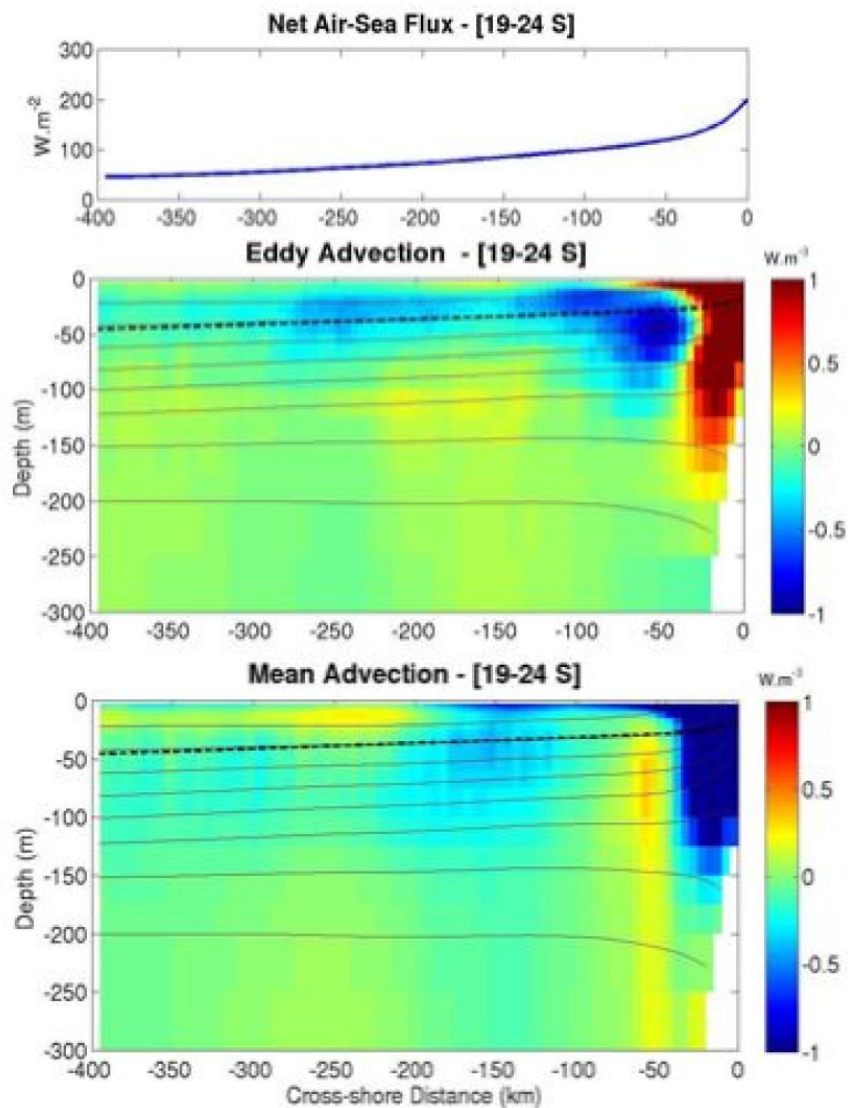 Net Air-Sea Flux - [19-24 S]
300
200
100
0
W.m⁻²
-400 -350 -300 -250 -200 -150 -100 -50 0
Eddy Advection - [19-24 S]
W.m⁻³
0
-50
-100
-150
-200
-250
-300
Depth (m)
1
0.5
0
-0.5
-1
-400 -350 -300 -250 -200 -150 -100 -50 0
Mean Advection - [19-24 S]
W.m⁻³
0
-50
-100
-150
-200
-250
-300
Depth (m)
1
0.5
0
-0.5
-1
-400 -350 -300 -250 -200 -150 -100 -50 0
Cross-shore Distance (km)